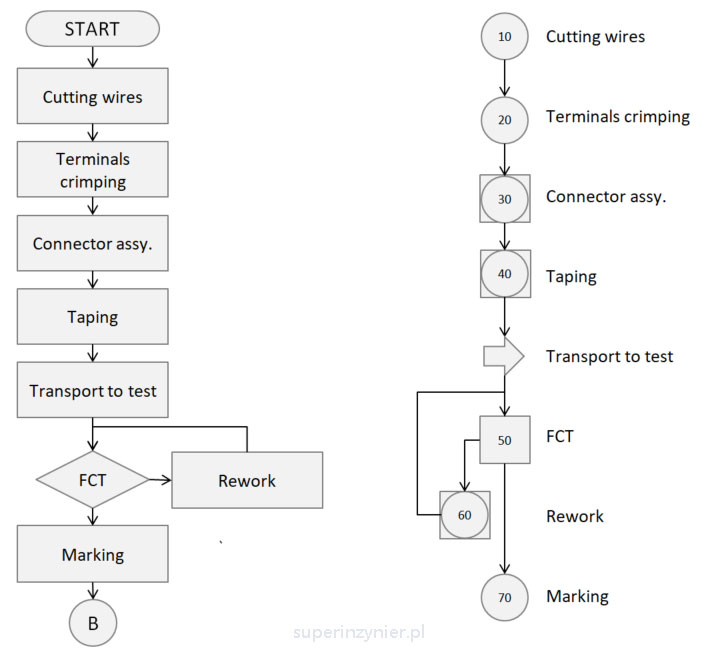 START
Cutting wires
Terminals
crimping
Connector assy.
Taping
Transport to test
FCT
Rework
Marking
B
10
Cutting wires
20
Terminals crimping
30
Connector assy.
40
Taping
Transport to test
50
FCT
60
Rework
70
Marking
superinzynier.pl